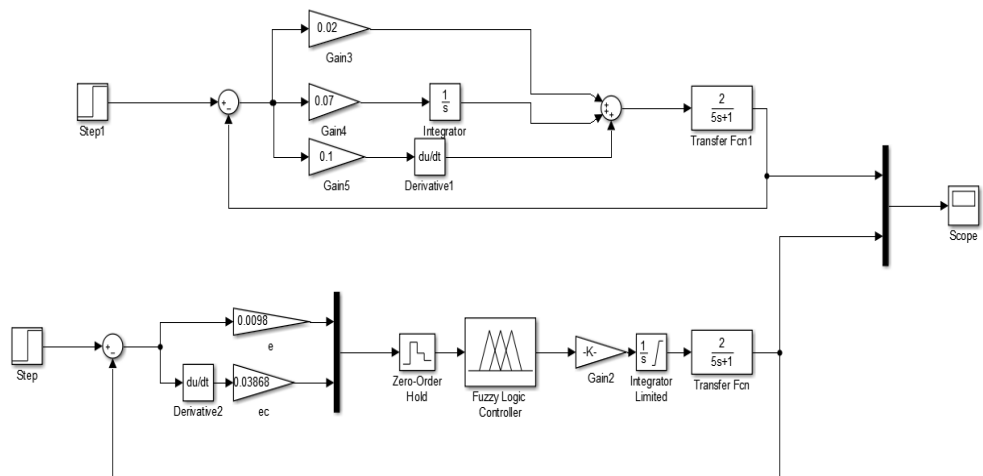 0.02
Gain3
+
−
0.07
1
s
+
+
+
2
5s+1
Step1
Gain4
Integrator
Transfer Fcn1
0.1
du/dt
Gain5
Derivative1
Scope
0.0098
e
+
−
1
s
2
5s+1
-K-
Step
Gain2
du/dt
0.03868
Zero-Order
Hold
Fuzzy Logic
Controller
Integrator
Limited
Transfer Fcn
Derivative2
ec